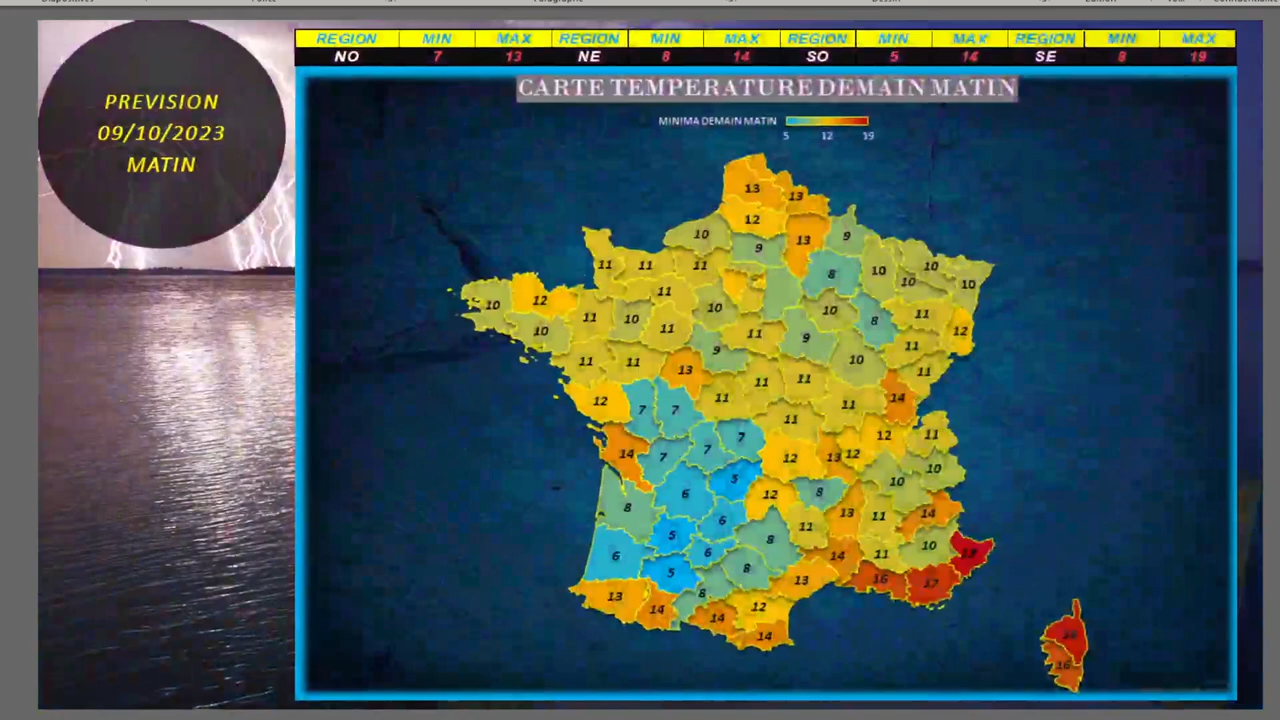 REGION MIN MAX REGION MIN MAX REGION MIN MAX REGION MIN MAX
NO 7 13 NE 8 14 SO 5 14 SE 8 19
PREVISION
09/10/2023
MATIN
CARTE TEMPERATURE DEMAIN MATIN
MINIMA DEMAIN MATIN
5 12 19
13
13
12
10 9 13 9
11 11 11 8 10 10 10 10
10 12 11 10 8 11 12
10 11 10 11 11 9 11
11 11 13 9 10 11
12 7 7 11 11 11 11 14
14 7 7 7 11 12 11
12 13 12 10
8 6 5 12 8 10
5 6 8 11 13 11 14
6 5 6 8 14 11 10
13 14 8 13 16 17
14 12
14
16